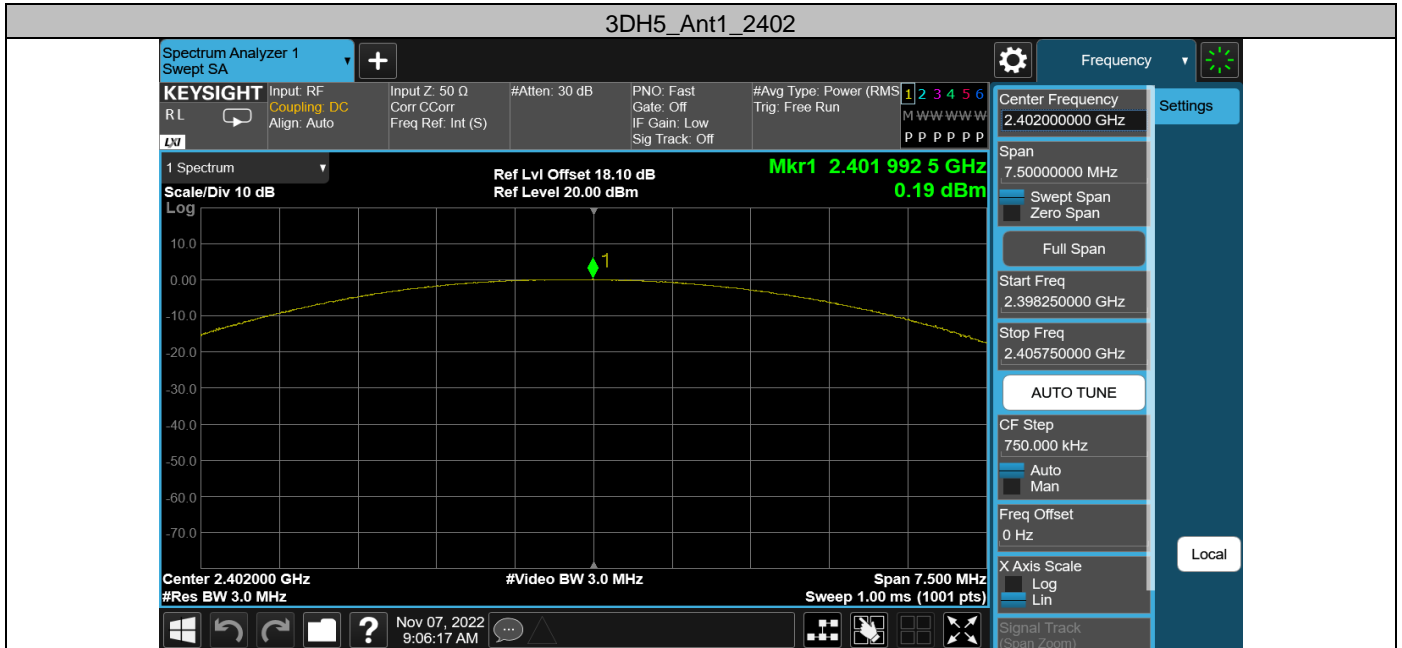 3DH5_Ant1_2402
Spectrum Analyzer 1
Swept SA
+
Frequency
KEYSIGHT
RL
LXI
Input: RF
Coupling: DC
Align: Auto
Input Z: 50 Ω
Corr CCorr
Freq Ref: Int (S)
#Atten: 30 dB
PNO: Fast
Gate: Off
IF Gain: Low
Sig Track: Off
#Avg Type: Power (RMS
Trig: Free Run
1 2 3 4 5 6
M W W W W W
P P P P P P
1 Spectrum
Scale/Div 10 dB
Ref Lvl Offset 18.10 dB
Ref Level 20.00 dBm
Mkr1 2.401 992 5 GHz
0.19 dBm
Log
10.0
0.00
-10.0
-20.0
-30.0
-40.0
-50.0
-60.0
-70.0
1
Center 2.402000 GHz
#Video BW 3.0 MHz
Span 7.500 MHz
#Res BW 3.0 MHz
Sweep 1.00 ms (1001 pts)
?
Nov 07, 2022
9:06:17 AM
Center Frequency
2.402000000 GHz
Settings
Span
7.50000000 MHz
Swept Span
Zero Span
Full Span
Start Freq
2.398250000 GHz
Stop Freq
2.405750000 GHz
AUTO TUNE
CF Step
750.000 kHz
Auto
Man
Freq Offset
0 Hz
Local
X Axis Scale
Log
Lin
Signal Track
(Span Zoom)